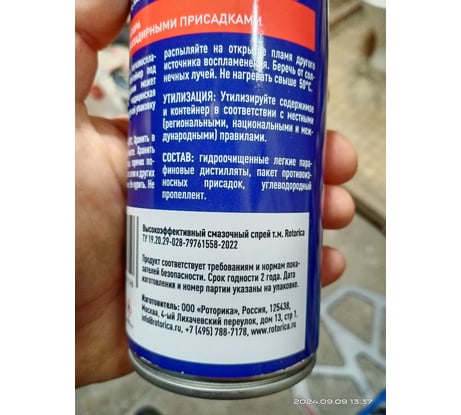 ЗАДИРНЫМИ ПРИСАДКАМИ.
распыляйте на открытое пламя другого
источника воспламенения. Беречь от сол-
нечных лучей. Не нагревать свыше 50°С.
УТИЛИЗАЦИЯ: Утилизируйте содержимое
и контейнер в соответствии с местными
(региональными, национальными и меж-
дународными) правилами.
СОСТАВ: гидроочищенные легкие пара-
финовые дистилляты, пакет противоиз-
носных присадок, углеводородный
пропеллент.
Высокоэффективный смазочный спрей т.м. Rotorica
ТУ 19.20.29-028-79761558-2022
Продукт соответствует требованиям и нормам пока-
зателей безопасности. Срок годности 2 года. Дата
изготовления и номер партии указаны на упаковке.
Изготовитель: ООО «Роторика», Россия, 125438,
Москва, 4-ый Лихачевский переулок, дом 13, стр 1.
info@rotorica.ru, +7 (495) 788-7178, www.rotorica.ru
2024.09.09 13:37